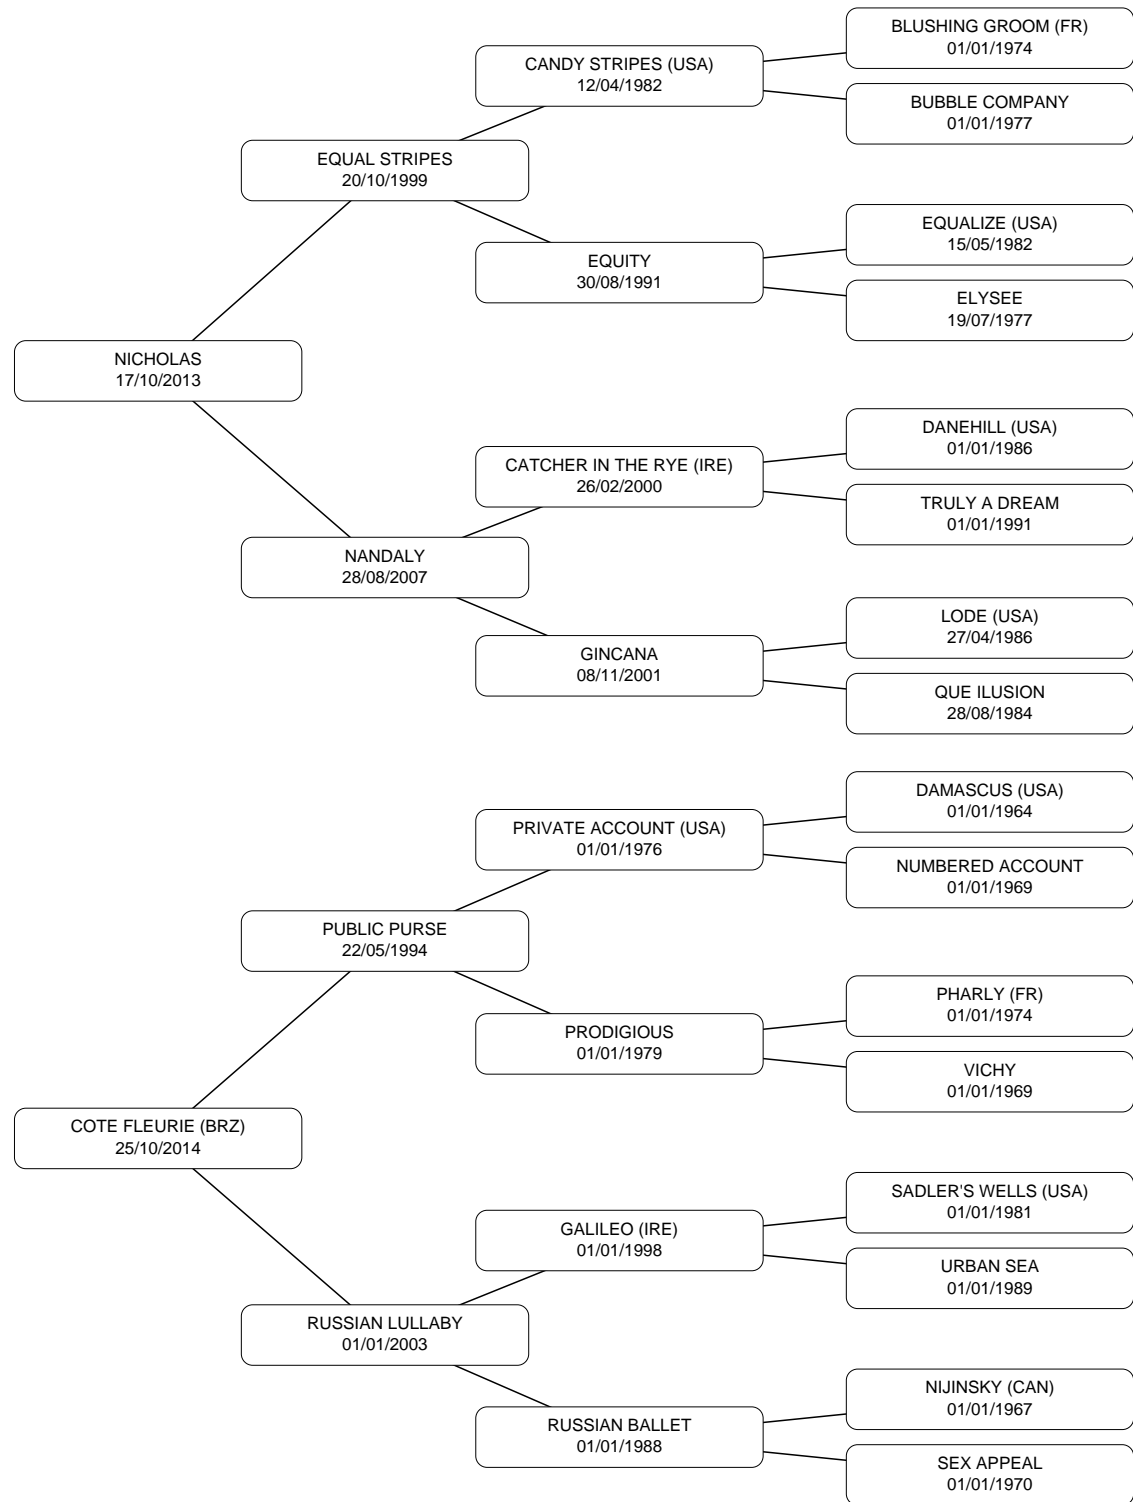 BLUSHING GROOM (FR)
01/01/1974
CANDY STRIPES (USA)
12/04/1982
BUBBLE COMPANY
01/01/1977
EQUAL STRIPES
20/10/1999
EQUALIZE (USA)
15/05/1982
EQUITY
30/08/1991
ELYSEE
19/07/1977
NICHOLAS
17/10/2013
DANEHILL (USA)
01/01/1986
CATCHER IN THE RYE (IRE)
26/02/2000
TRULY A DREAM
01/01/1991
NANDALY
28/08/2007
LODE (USA)
27/04/1986
GINCANA
08/11/2001
QUE ILUSION
28/08/1984
DAMASCUS (USA)
01/01/1964
PRIVATE ACCOUNT (USA)
01/01/1976
NUMBERED ACCOUNT
01/01/1969
PUBLIC PURSE
22/05/1994
PHARLY (FR)
01/01/1974
PRODIGIOUS
01/01/1979
VICHY
01/01/1969
COTE FLEURIE (BRZ)
25/10/2014
SADLER'S WELLS (USA)
01/01/1981
GALILEO (IRE)
01/01/1998
URBAN SEA
01/01/1989
RUSSIAN LULLABY
01/01/2003
NIJINSKY (CAN)
01/01/1967
RUSSIAN BALLET
01/01/1988
SEX APPEAL
01/01/1970